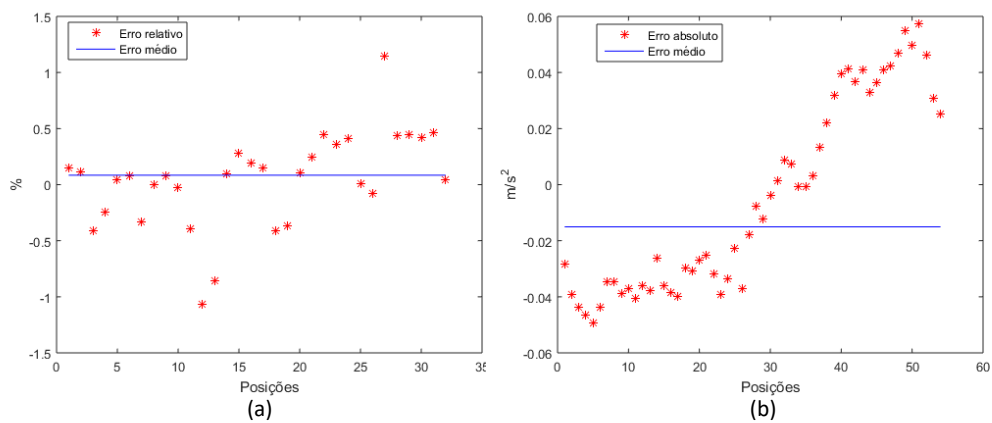 1.5
1
0.5
0
-0.5
-1
-1.5
%
Erro relativo
Erro médio
0 5 10 15 20 25 30 35
Posições
(a)
0.06
0.04
0.02
0
-0.02
-0.04
-0.06
m/s²
Erro absoluto
Erro médio
0 10 20 30 40 50 60
Posições
(b)